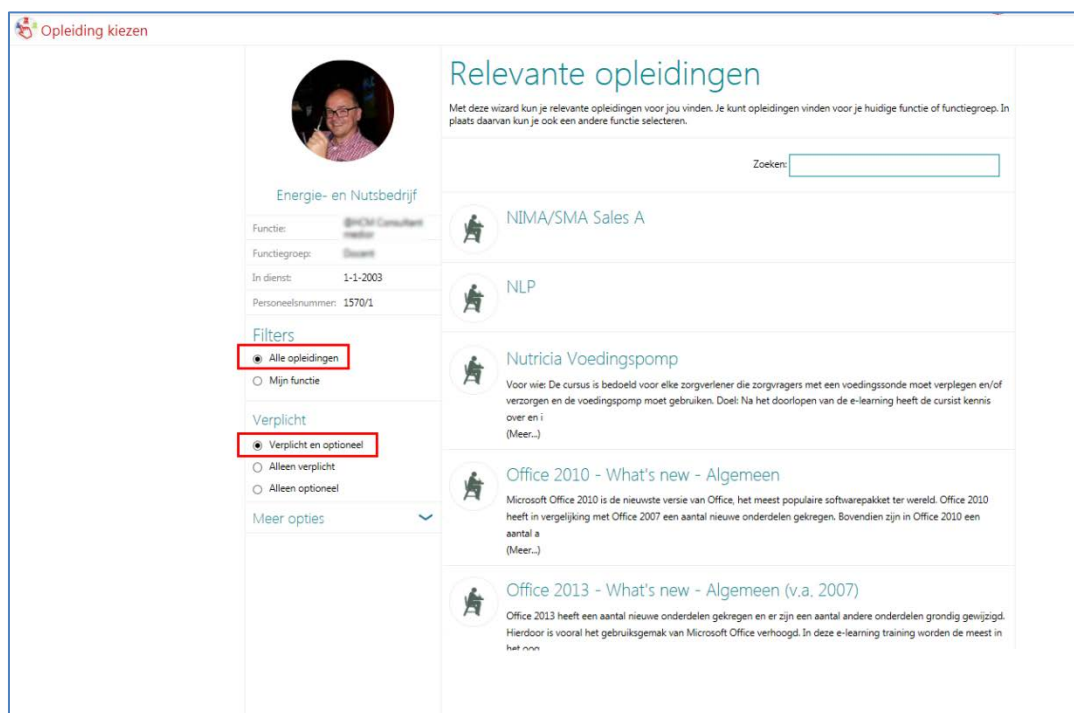 Opleiding kiezen
Energie- en Nutsbedrijf
Functie:
Functiegroep:
In dienst: 1-1-2003
Personeelsnummer: 1570/1
Filters
Alle opleidingen
Mijn functie
Verplicht
Verplicht en optioneel
Alleen verplicht
Alleen optioneel
Meer opties
Relevante opleidingen
Met deze wizard kun je relevante opleidingen voor jou vinden. Je kunt opleidingen vinden voor je huidige functie of functiegroep. In
plaats daarvan kun je ook een andere functie selecteren.
Zoeken:
NIMA/SMA Sales A
NLP
Nutricia Voedingspomp
Voor wie: De cursus is bedoeld voor elke zorgverlener die zorgvragers met een voedingssonde moet verplegen en/of
verzorgen en de voedingspomp moet gebruiken. Doel: Na het doorlopen van de e-learning heeft de cursist kennis
over en i
(Meer...)
Office 2010 - What's new - Algemeen
Microsoft Office 2010 is de nieuwste versie van Office, het meest populaire softwarepakket ter wereld. Office 2010
heeft in vergelijking met Office 2007 een aantal nieuwe onderdelen gekregen. Bovendien zijn in Office 2010 een
aantal a
(Meer...)
Office 2013 - What's new - Algemeen (v.a. 2007)
Office 2013 heeft een aantal nieuwe onderdelen gekregen en er zijn een aantal andere onderdelen grondig gewijzigd.
Hierdoor is vooral het gebruiksgemak van Microsoft Office verhoogd. In deze e-learning training worden de meest in
het oog